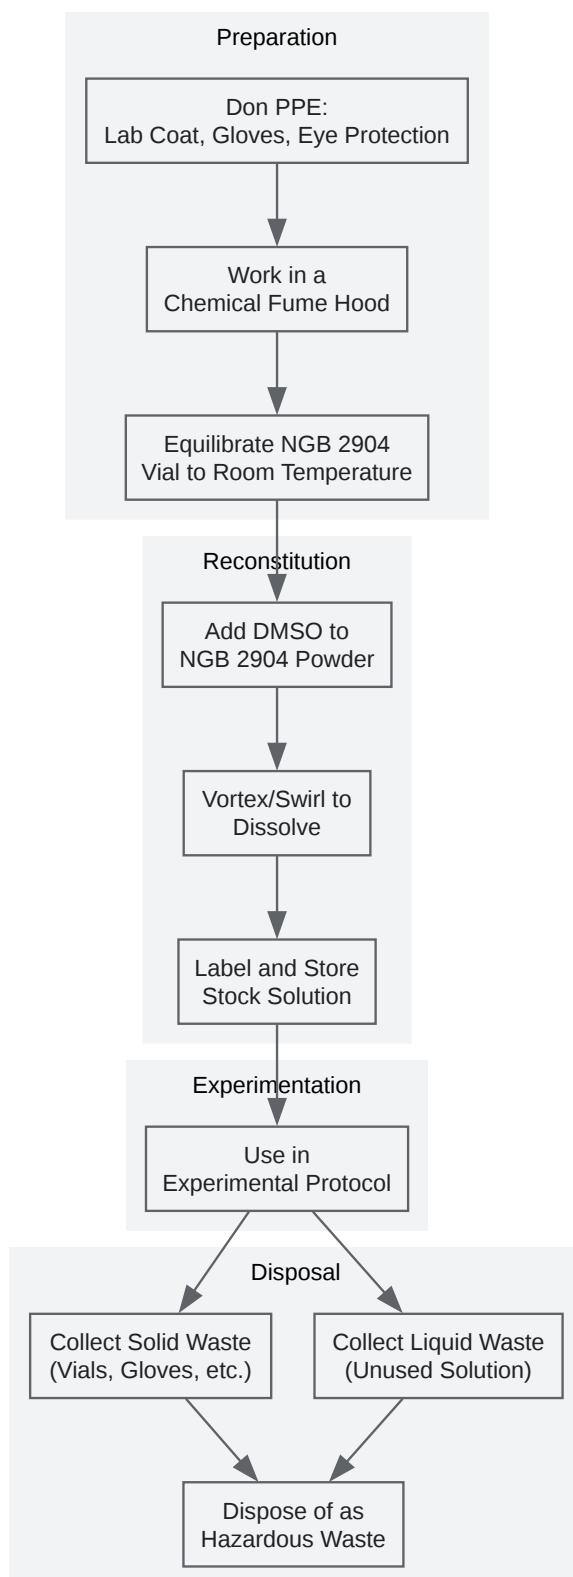 Preparation
Don PPE:
Lab Coat, Gloves, Eye Protection
Work in a
Chemical Fume Hood
Equilibrate NGB 2904
Vial to Room Temperature
Reconstitution
Add DMSO to
NGB 2904 Powder
Vortex/Swirl to
Dissolve
Label and Store
Stock Solution
Experimentation
Use in
Experimental Protocol
Disposal
Collect Solid Waste
(Vials, Gloves, etc.)
Collect Liquid Waste
(Unused Solution)
Dispose of as
Hazardous Waste